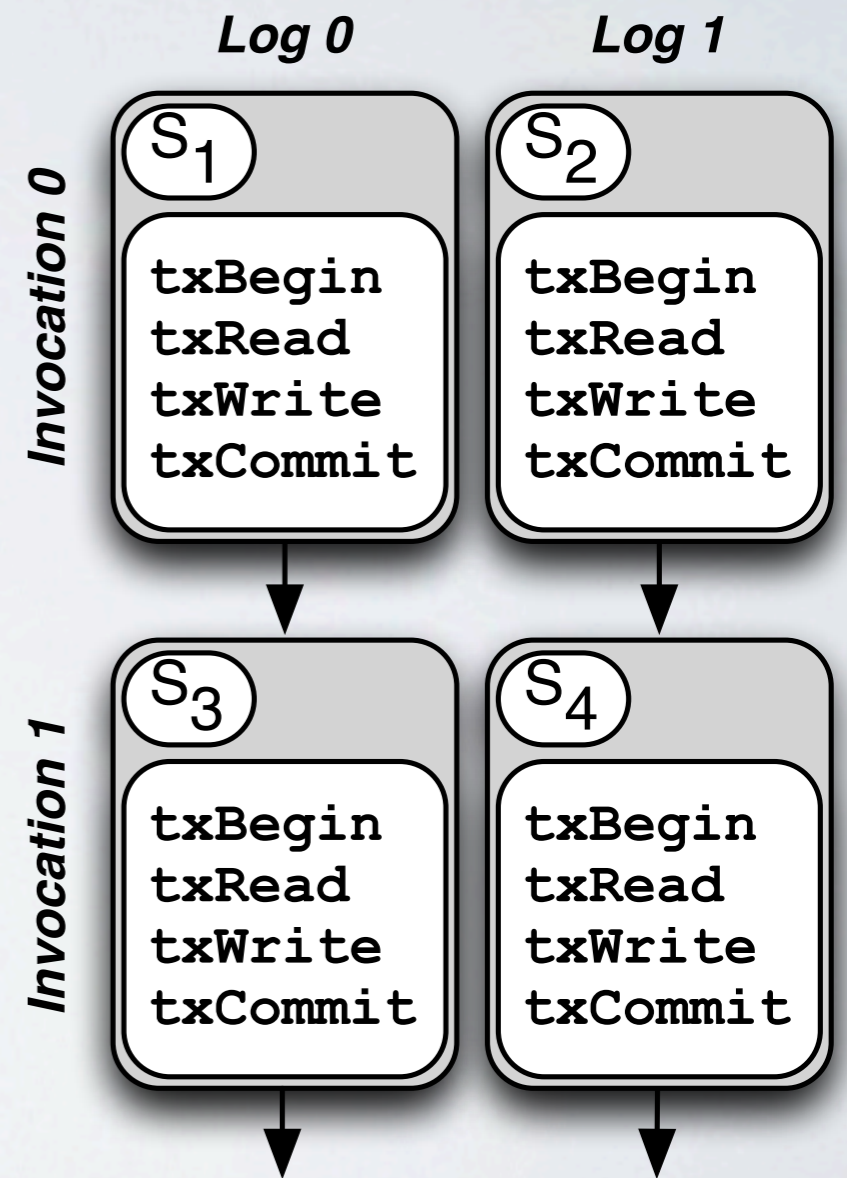 Log 0 Log 1
Invocation 0
S1 S2
txBegin txBegin
txRead txRead
txWrite txWrite
txCommit txCommit
Invocation 1
S3 S4
txBegin txBegin
txRead txRead
txWrite txWrite
txCommit txCommit